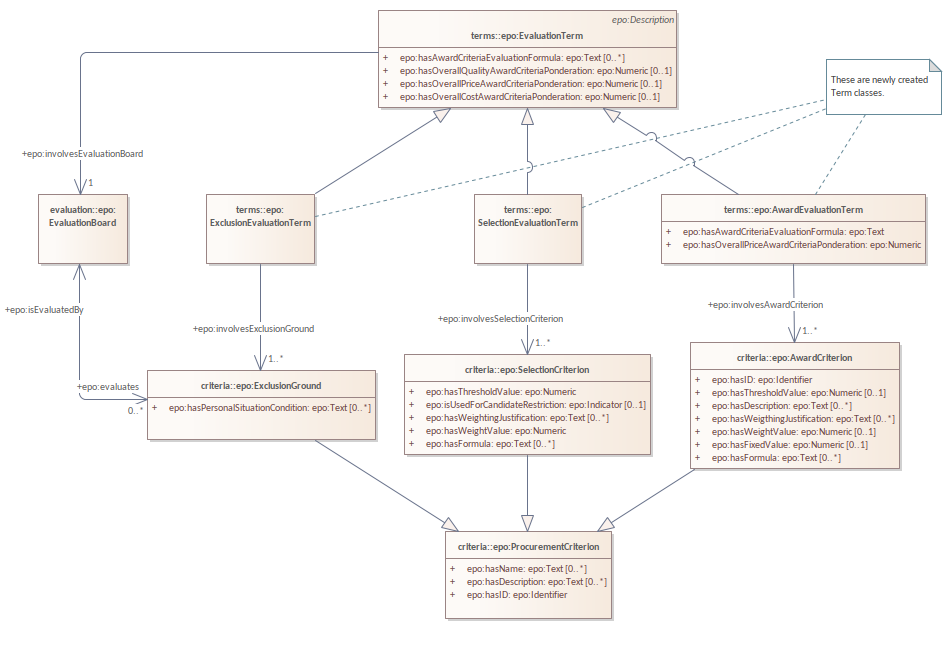 epo:Description
terms::epo:EvaluationTerm
+ epo:hasAwardCriteriaEvaluationFormula: epo:Text [0..*]
+ epo:hasOverallQualityAwardCriteriaPonderation: epo:Numeric [0..1]
+ epo:hasOverallPriceAwardCriteriaPonderation: epo:Numeric [0..1]
+ epo:hasOverallCostAwardCriteriaPonderation: epo:Numeric [0..1]
These are newly created
Term classes.
+epo:involvesEvaluationBoard
1
evaluation::epo:
EvaluationBoard
terms::epo:
ExclusionEvaluationTerm
terms::epo:
SelectionEvaluationTerm
terms::epo:AwardEvaluationTerm
+ epo:hasAwardCriteriaEvaluationFormula: epo:Text
+ epo:hasOverallPriceAwardCriteriaPonderation: epo:Numeric
+epo:isEvaluatedBy
+epo:involvesExclusionGround
1..*
+epo:involvesSelectionCriterion
1..*
+epo:involvesAwardCriterion
1..*
+epo:evaluates
0..*
criteria::epo:ExclusionGround
+ epo:hasPersonalSituationCondition: epo:Text [0..*]
criteria::epo:SelectionCriterion
+ epo:hasThresholdValue: epo:Numeric
+ epo:isUsedForCandidateRestriction: epo:Indicator [0..1]
+ epo:hasWeightingJustification: epo:Text [0..*]
+ epo:hasWeightValue: epo:Numeric
+ epo:hasFormula: epo:Text [0..*]
criteria::epo:AwardCriterion
+ epo:hasID: epo:Identifier
+ epo:hasThresholdValue: epo:Numeric [0..1]
+ epo:hasDescription: epo:Text [0..*]
+ epo:hasWeigthingJustification: epo:Text [0..*]
+ epo:hasWeightValue: epo:Numeric [0..1]
+ epo:hasFixedValue: epo:Numeric [0..1]
+ epo:hasFormula: epo:Text [0..*]
criteria::epo:ProcurementCriterion
+ epo:hasName: epo:Text [0..*]
+ epo:hasDescription: epo:Text [0..*]
+ epo:hasID: epo:Identifier